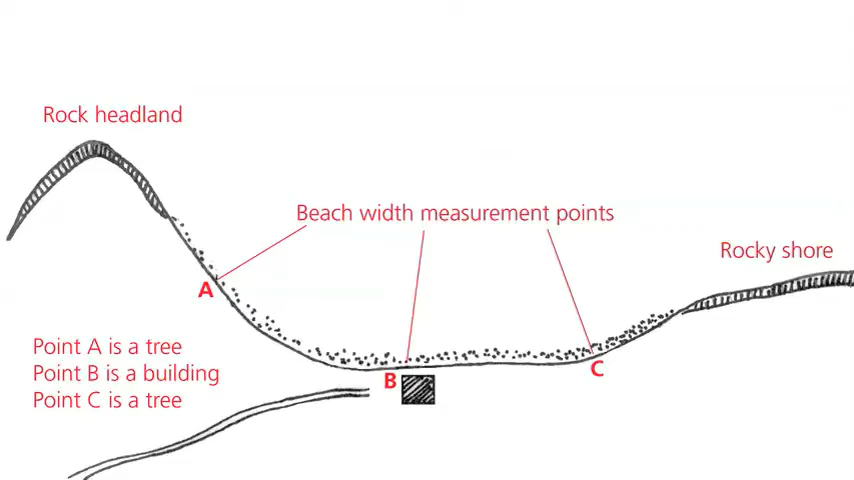 Rock headland
Beach width measurement points
Rocky shore
A
Point A is a tree
Point B is a building
Point C is a tree
B
C